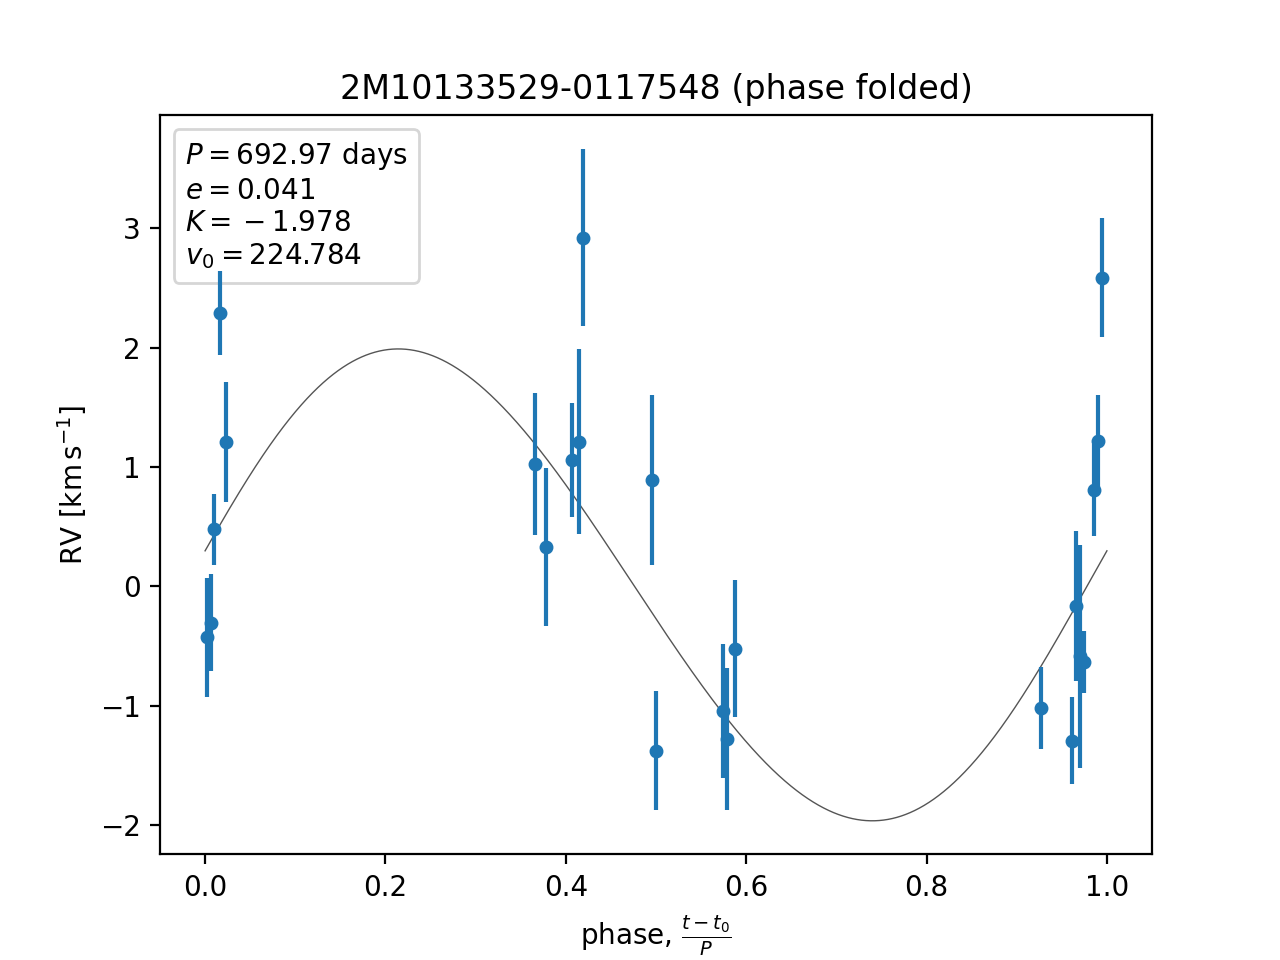 2M10133529-0117548 (phase folded)
P = 692.97 days
e = 0.041
K = −1.978
v₀ = 224.784
RV [km s⁻¹]
3
2
1
0
−1
−2
0.0 0.2 0.4 0.6 0.8 1.0
phase, (t − t₀)/P